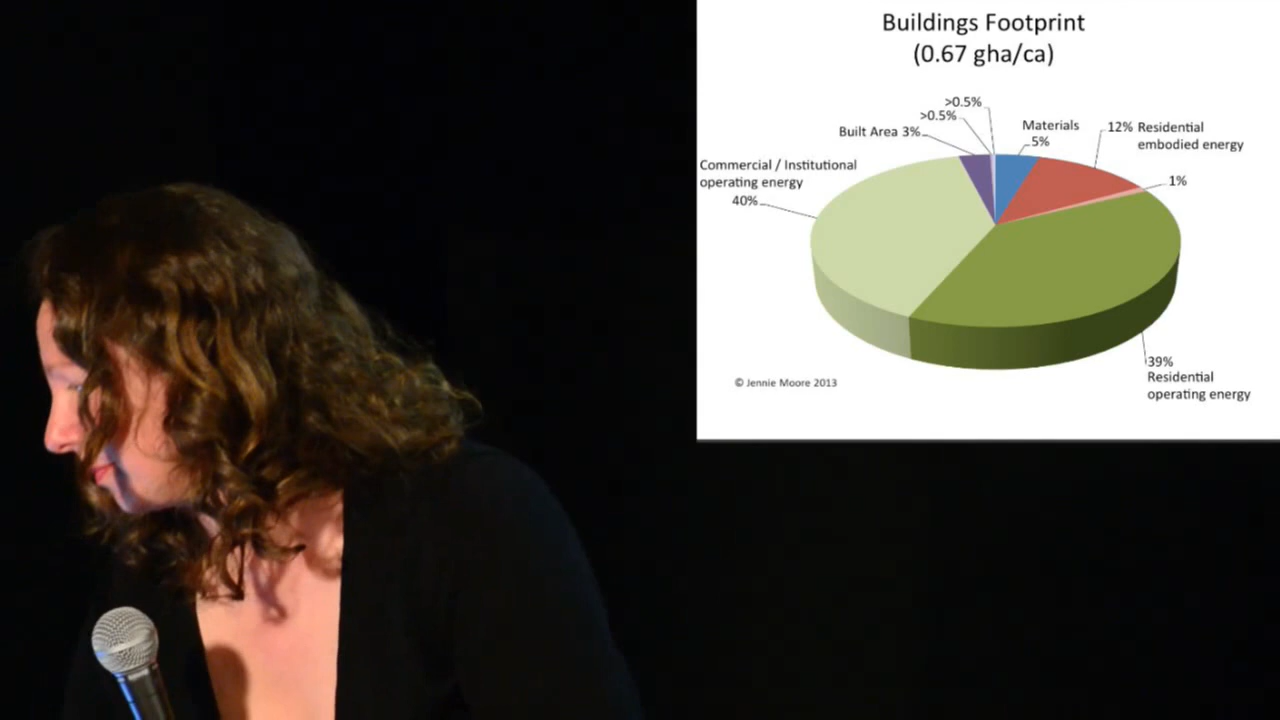 Buildings Footprint
(0.67 gha/ca)
>0.5%
>0.5%
Built Area 3%
Materials
5%
12% Residential
embodied energy
Commercial / Institutional
operating energy
40%
1%
39%
Residential
operating energy
© Jennie Moore 2013